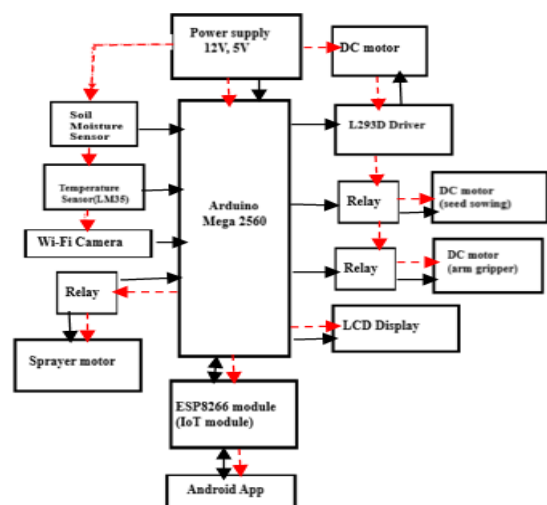 Power supply
12V, 5V
DC motor
Soil
Moisture
Sensor
L293D Driver
Temperature
Sensor(LM35)
Arduino
Mega 2560
Relay
DC motor
(seed sowing)
Wi-Fi Camera
Relay
DC motor
(arm gripper)
Relay
LCD Display
Sprayer motor
ESP8266 module
(IoT module)
Android App